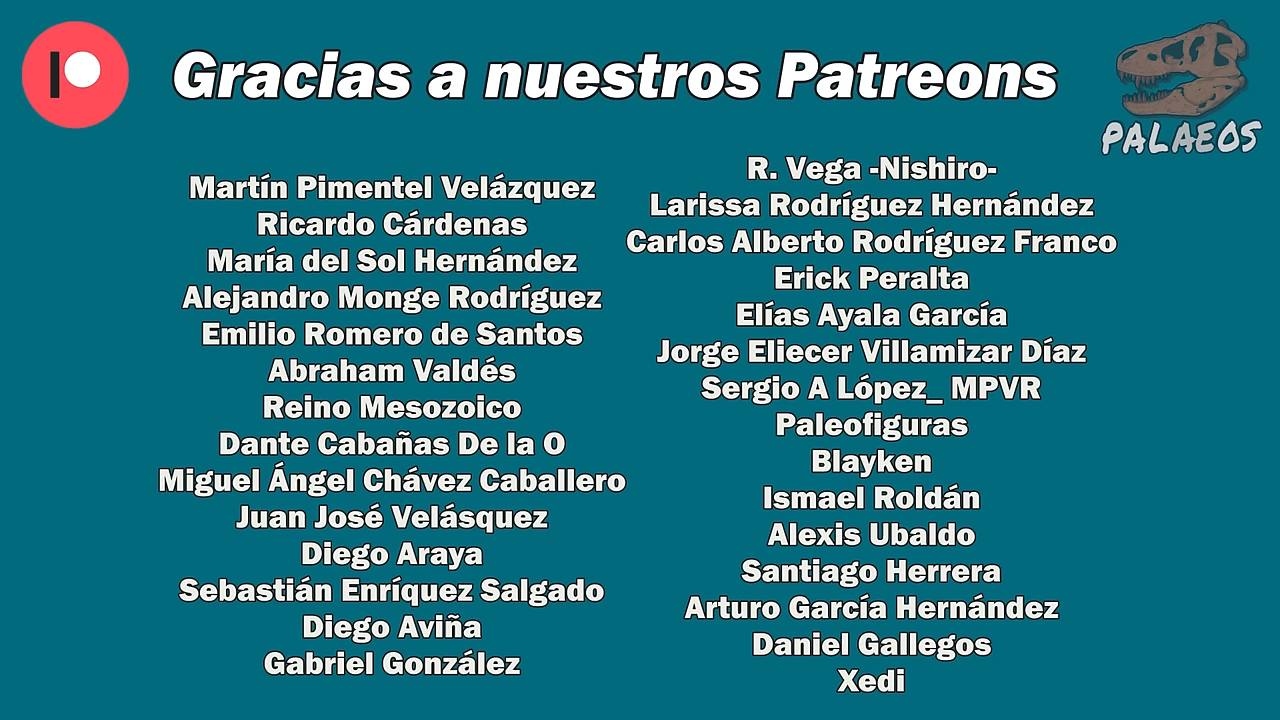 Gracias a nuestros Patreons
PALAEOS
Martín Pimentel Velázquez
Ricardo Cárdenas
María del Sol Hernández
Alejandro Monge Rodríguez
Emilio Romero de Santos
Abraham Valdés
Reino Mesozoico
Dante Cabañas De la O
Miguel Ángel Chávez Caballero
Juan José Velásquez
Diego Araya
Sebastián Enríquez Salgado
Diego Aviña
Gabriel González
R. Vega -Nishiro-
Larissa Rodríguez Hernández
Carlos Alberto Rodríguez Franco
Erick Peralta
Elías Ayala García
Jorge Eliecer Villamizar Díaz
Sergio A López_ MPVR
Paleofiguras
Blayken
Ismael Roldán
Alexis Ubaldo
Santiago Herrera
Arturo García Hernández
Daniel Gallegos
Xedi